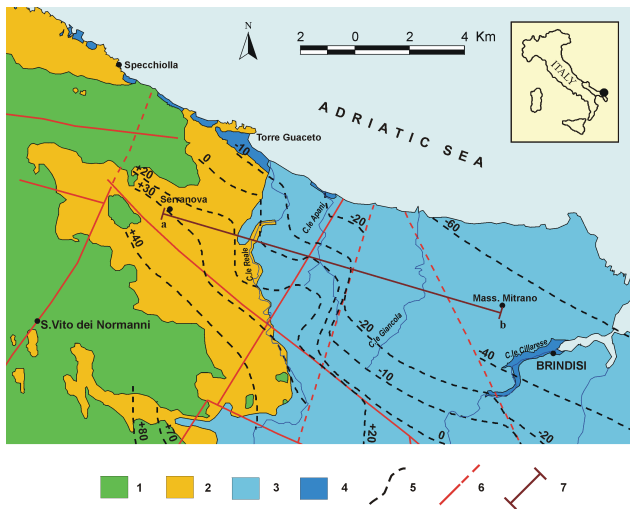 N
2 0 2 4 Km
ITALY
Specchiolla
ADRIATIC SEA
Torre Guaceto
-10
0
+20
+30
Serranova
a
C.le Apani
-20
-60
+40
C.le Reale
Mass. Mitrano
b
S.Vito dei Normanni
C.le Giancola
-20
C.le Cillarese
-40
BRINDISI
-10
+80
+70
+20
0
-20
1 2 3 4 5 6 7